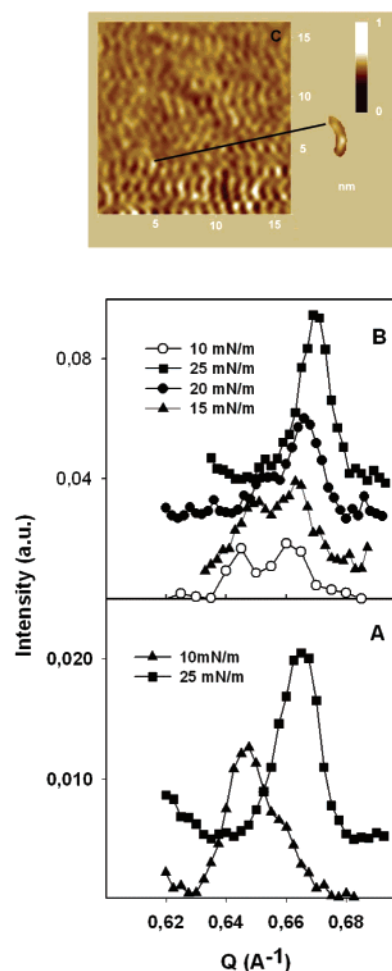 C
15
1
10
5
0
nm
5
10
15
B
10 mN/m
25 mN/m
20 mN/m
15 mN/m
0,08
0,04
Intensity (a.u.)
A
10mN/m
25 mN/m
0,020
0,010
0,62 0,64 0,66 0,68
Q (A⁻¹)